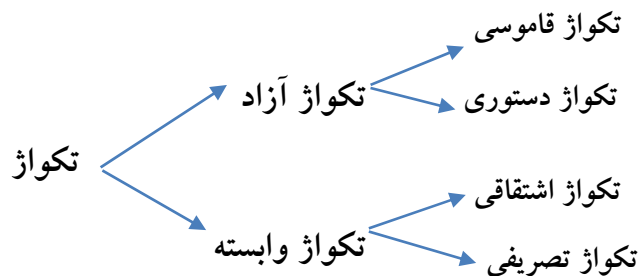 تکواژ
تکواژ آزاد
تکواژ قاموسی
تکواژ دستوری
تکواژ وابسته
تکواژ اشتقاقی
تکواژ تصریفی